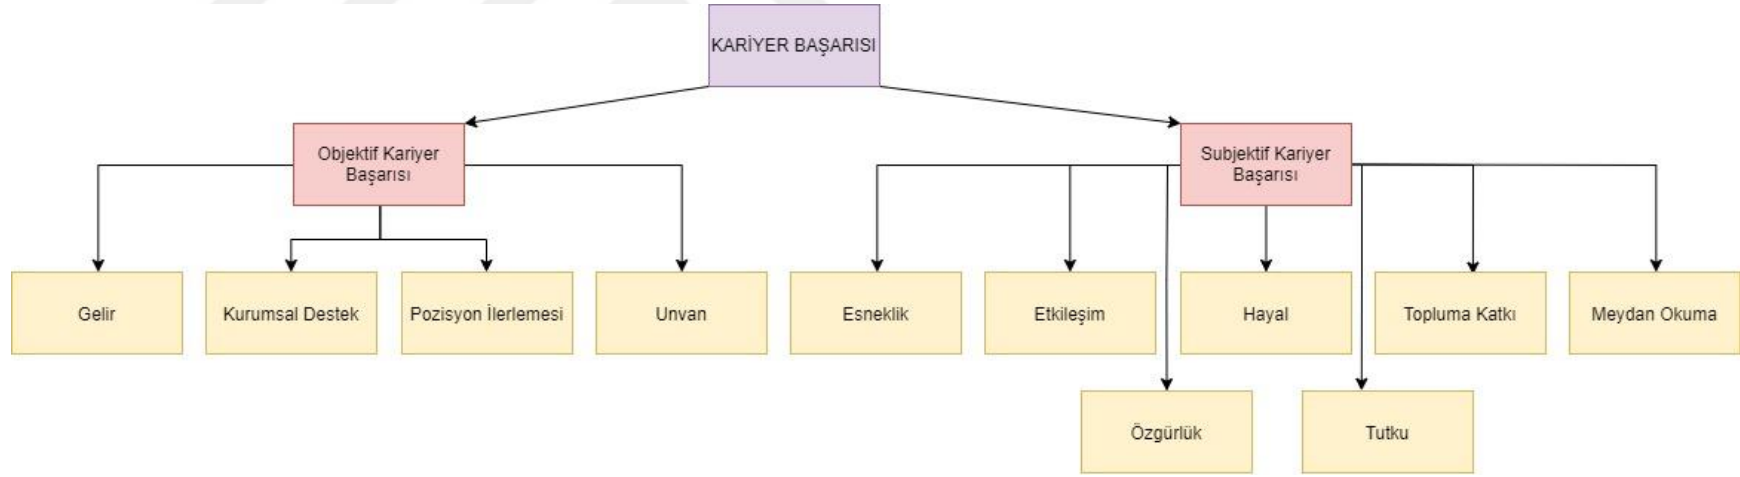 KARİYER BAŞARISI
Objektif Kariyer
Başarısı
Subjektif Kariyer
Başarısı
Gelir
Kurumsal Destek
Pozisyon İlerlemesi
Unvan
Esneklik
Etkileşim
Hayal
Topluma Katkı
Meydan Okuma
Özgürlük
Tutku